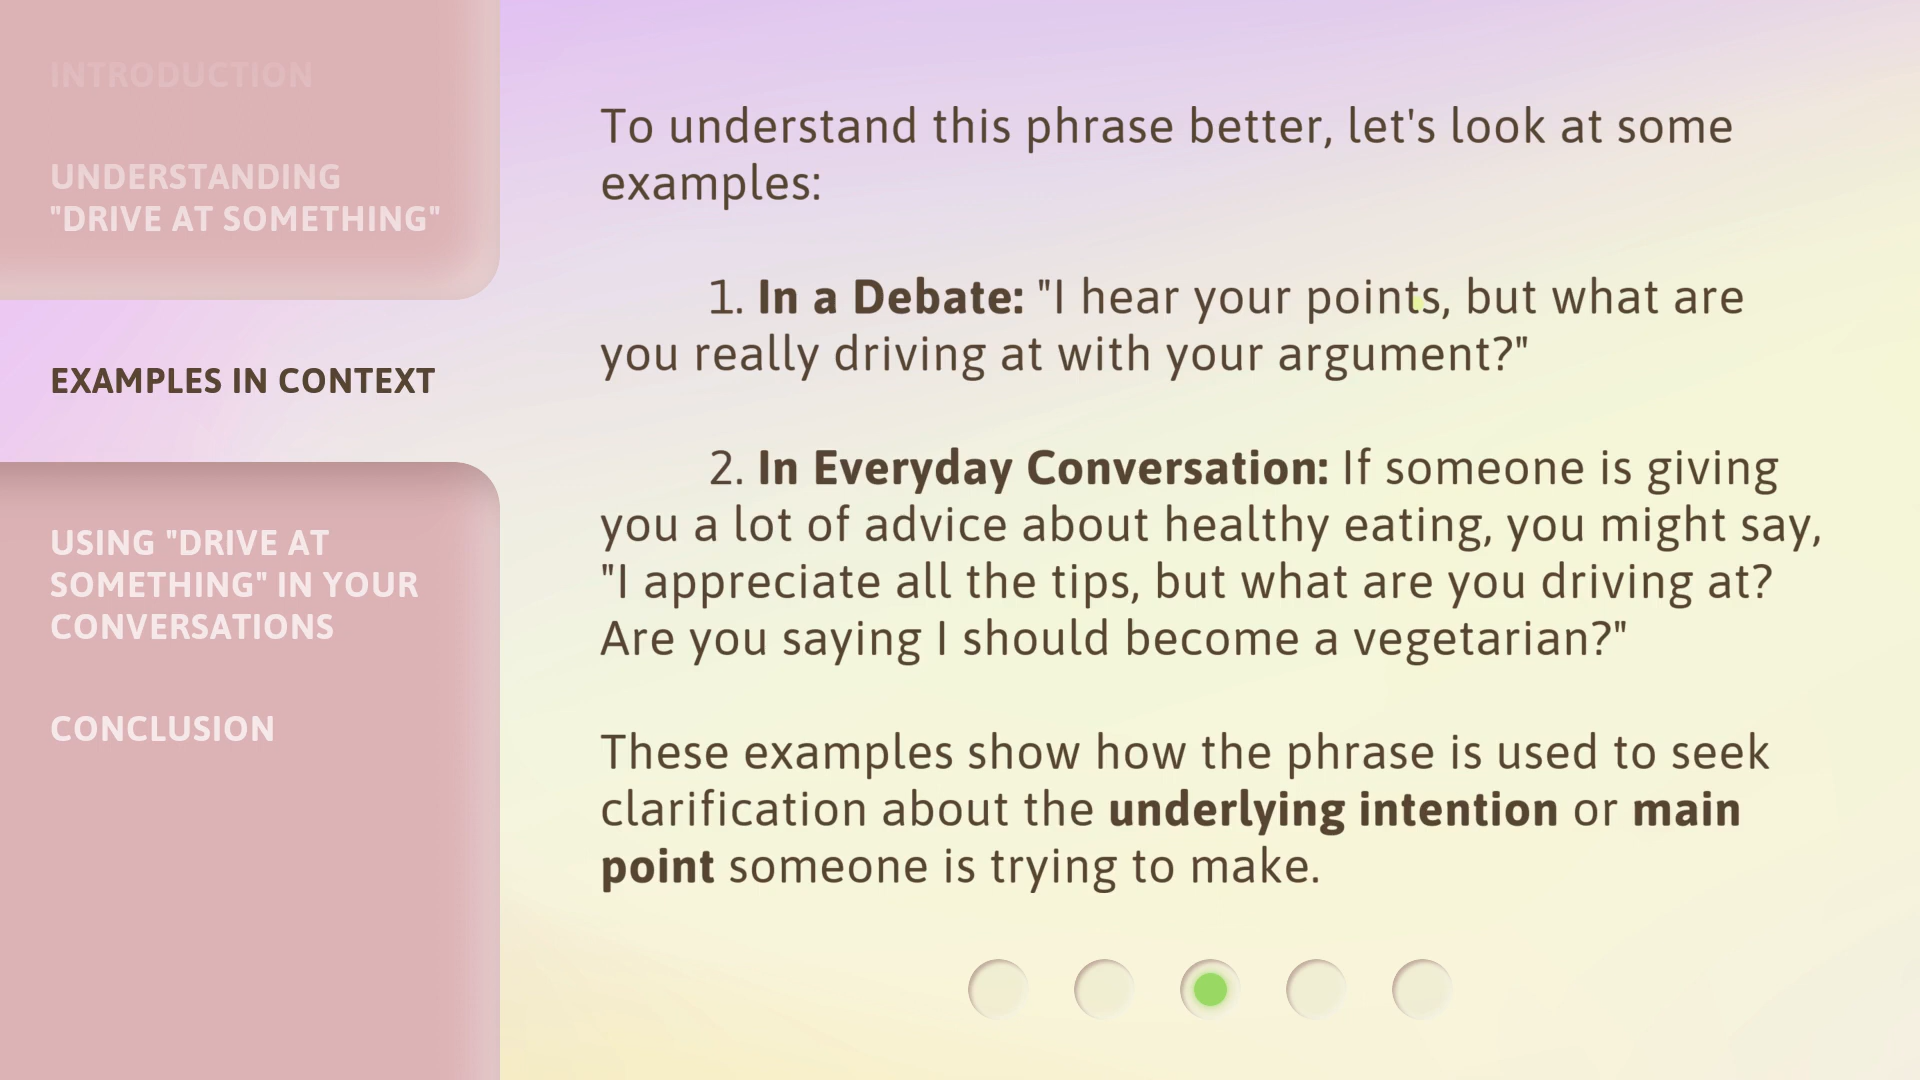 INTRODUCTION
UNDERSTANDING
"DRIVE AT SOMETHING"
EXAMPLES IN CONTEXT
USING "DRIVE AT
SOMETHING" IN YOUR
CONVERSATIONS
CONCLUSION
To understand this phrase better, let's look at some
examples:
1. In a Debate: "I hear your points, but what are
you really driving at with your argument?"
2. In Everyday Conversation: If someone is giving
you a lot of advice about healthy eating, you might say,
"I appreciate all the tips, but what are you driving at?
Are you saying I should become a vegetarian?"
These examples show how the phrase is used to seek
clarification about the underlying intention or main
point someone is trying to make.